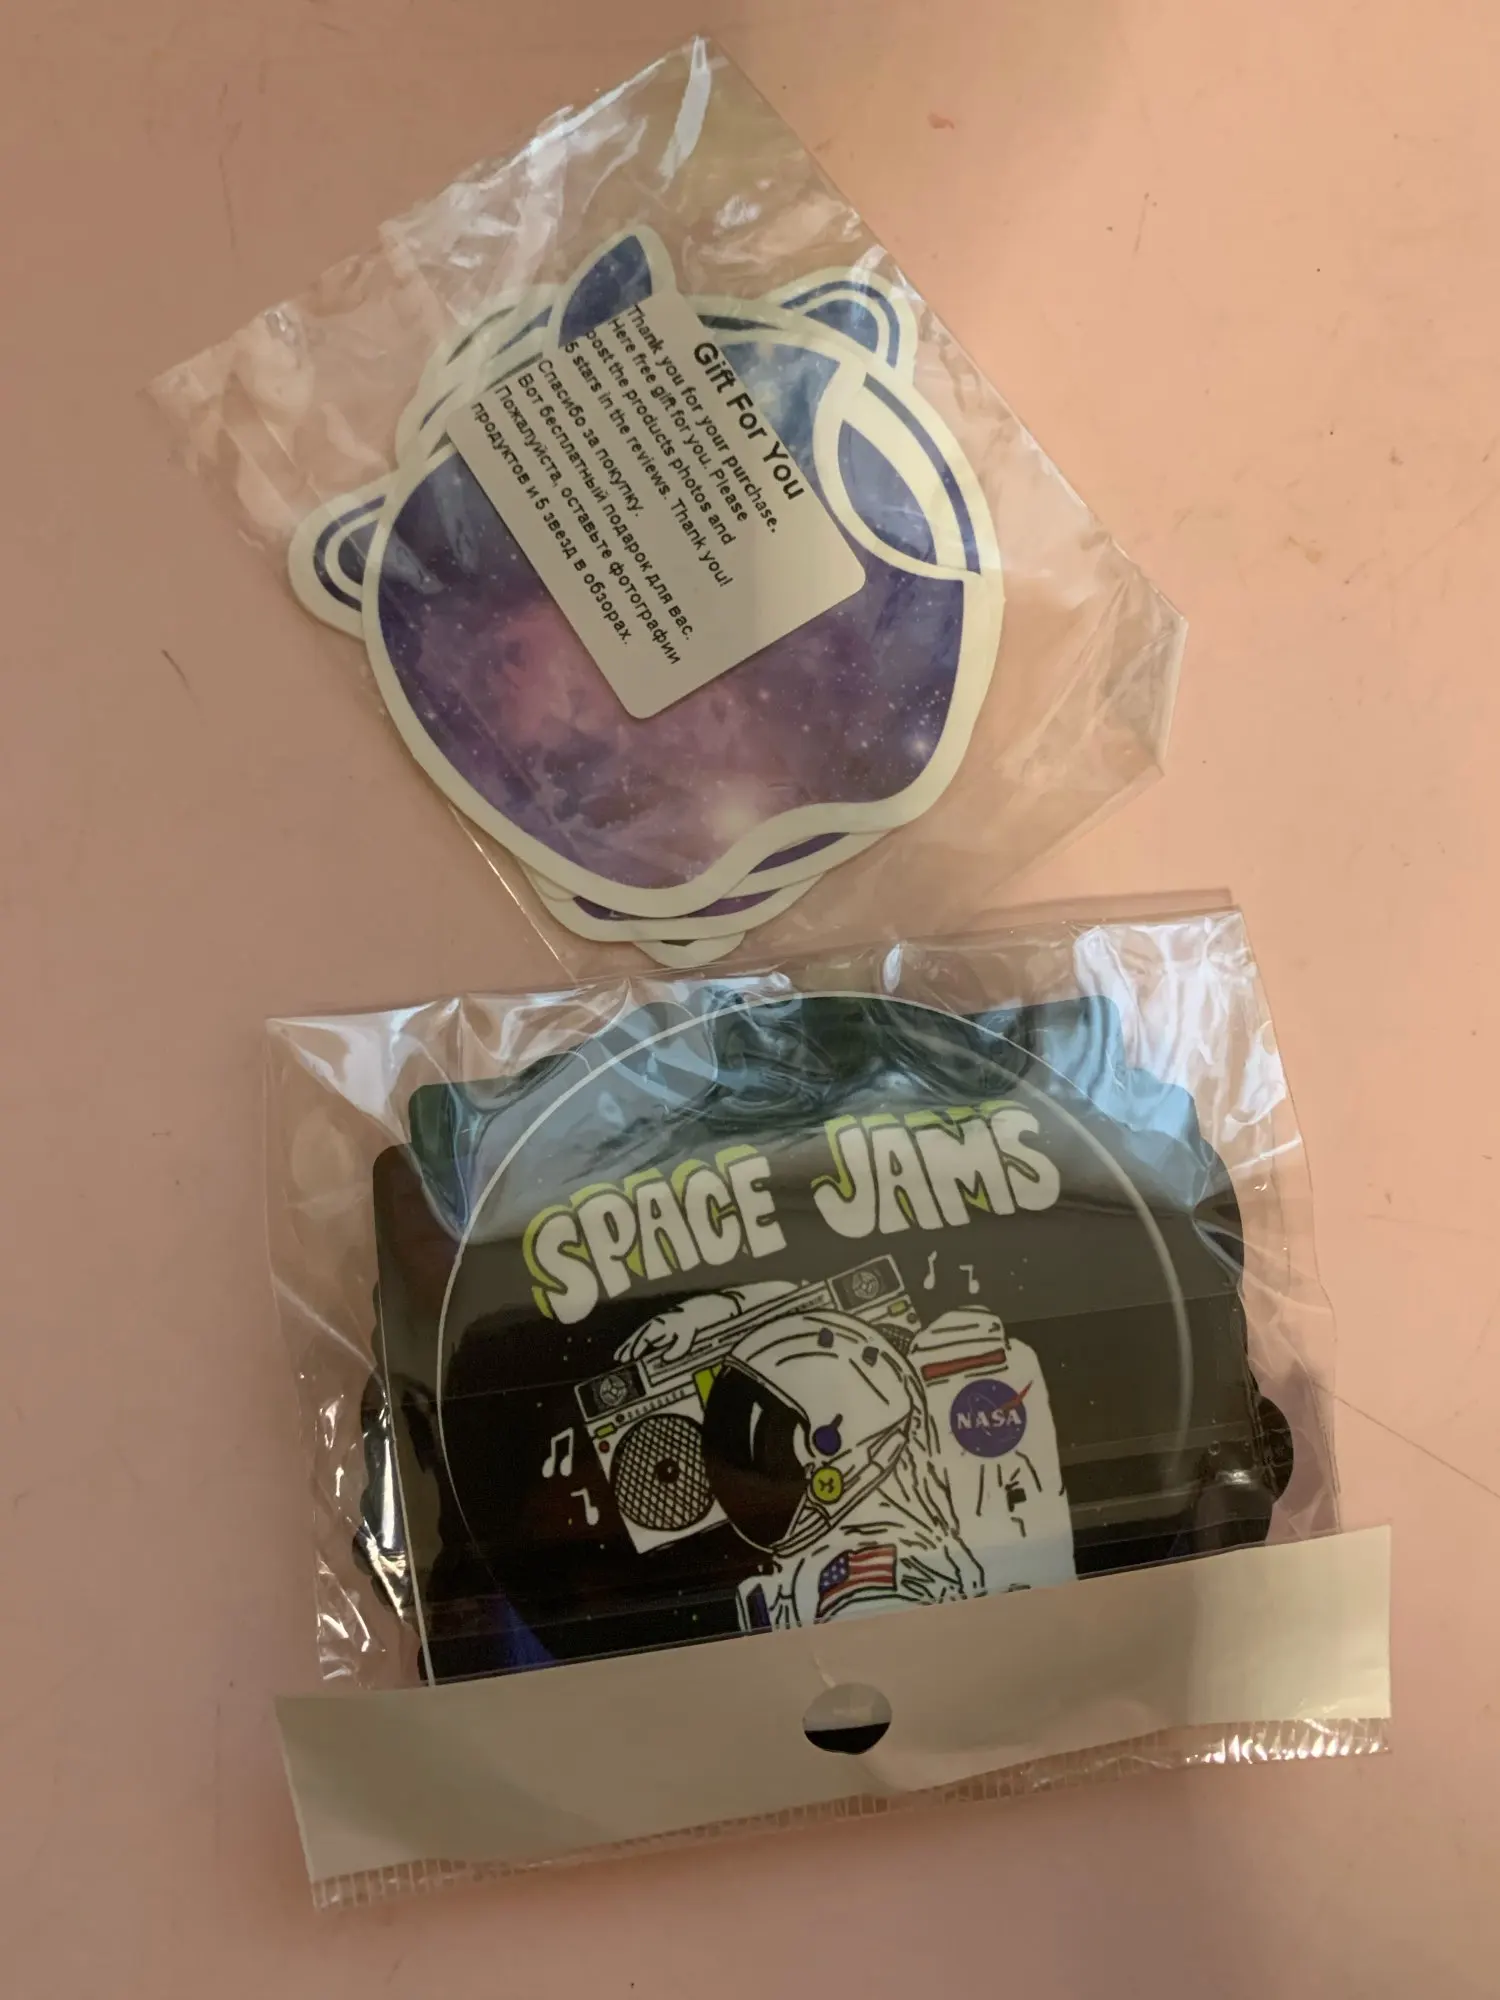 Gift For You
Thank you for your purchase.
Here free gift for you. Please
post the products photos and
5 stars in the reviews. Thank you!
Спасибо за покупку.
Вот бесплатный подарок для вас.
Пожалуйста, оставьте фотографии
продуктов и 5 звезд в обзорах.
SPACE JAMS
NASA